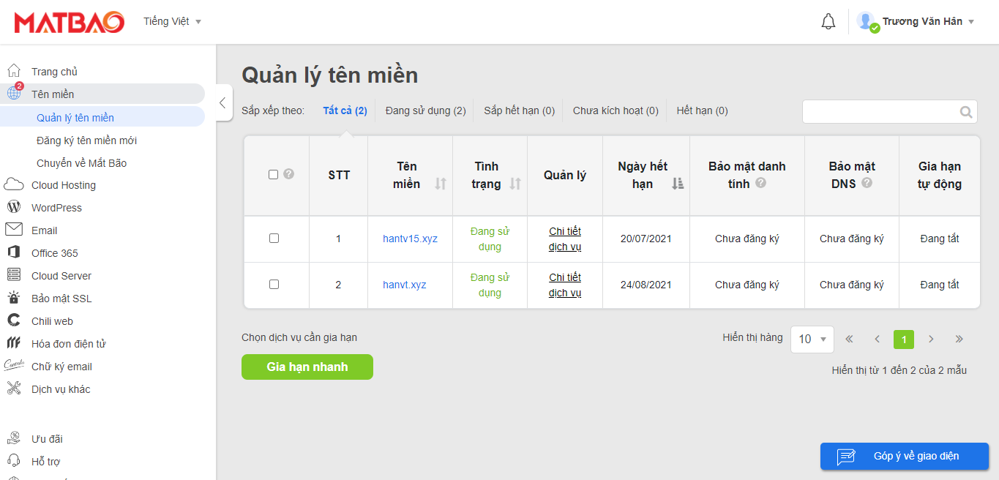 MATBAO
Tiếng Việt
Trương Văn Hân
Trang chủ
2
Tên miền
Quản lý tên miền
Đăng ký tên miền mới
Chuyển về Mắt Bão
Cloud Hosting
WordPress
Email
Office 365
Cloud Server
Bảo mật SSL
Chili web
Hóa đơn điện tử
Chữ ký email
Dịch vụ khác
Ưu đãi
Hỗ trợ
Quản lý tên miền
Sắp xếp theo: Tất cả (2) Đang sử dụng (2) Sắp hết hạn (0) Chưa kích hoạt (0) Hết hạn (0)
STT Tên miền Tình trạng Quản lý Ngày hết hạn Bảo mật danh tính Bảo mật DNS Gia hạn tự động
1 hantv15.xyz Đang sử dụng Chi tiết dịch vụ 20/07/2021 Chưa đăng ký Chưa đăng ký Đang tắt
2 hanvt.xyz Đang sử dụng Chi tiết dịch vụ 24/08/2021 Chưa đăng ký Chưa đăng ký Đang tắt
Chọn dịch vụ cần gia hạn
Hiển thị hàng 10 « ‹ 1 › »
Gia hạn nhanh
Hiển thị từ 1 đến 2 của 2 mẫu
Góp ý về giao diện